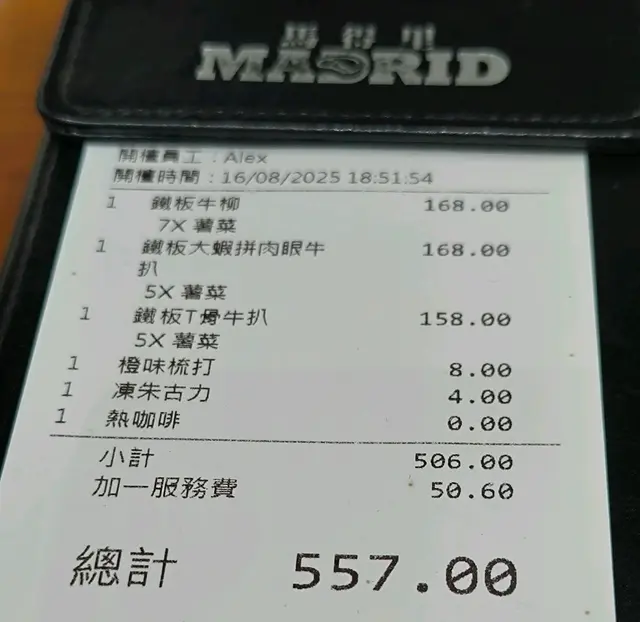 馬得里
MADRID
開檯員工：Alex
開檯時間：16/08/2025 18:51:54
1 鐵板牛柳 168.00
7X 薯菜
1 鐵板大蝦拼肉眼牛 168.00
扒
5X 薯菜
1 鐵板T骨牛扒 158.00
5X 薯菜
1 橙味梳打 8.00
1 凍朱古力 4.00
1 熱咖啡 0.00
小計 506.00
加一服務費 50.60
總計 557.00